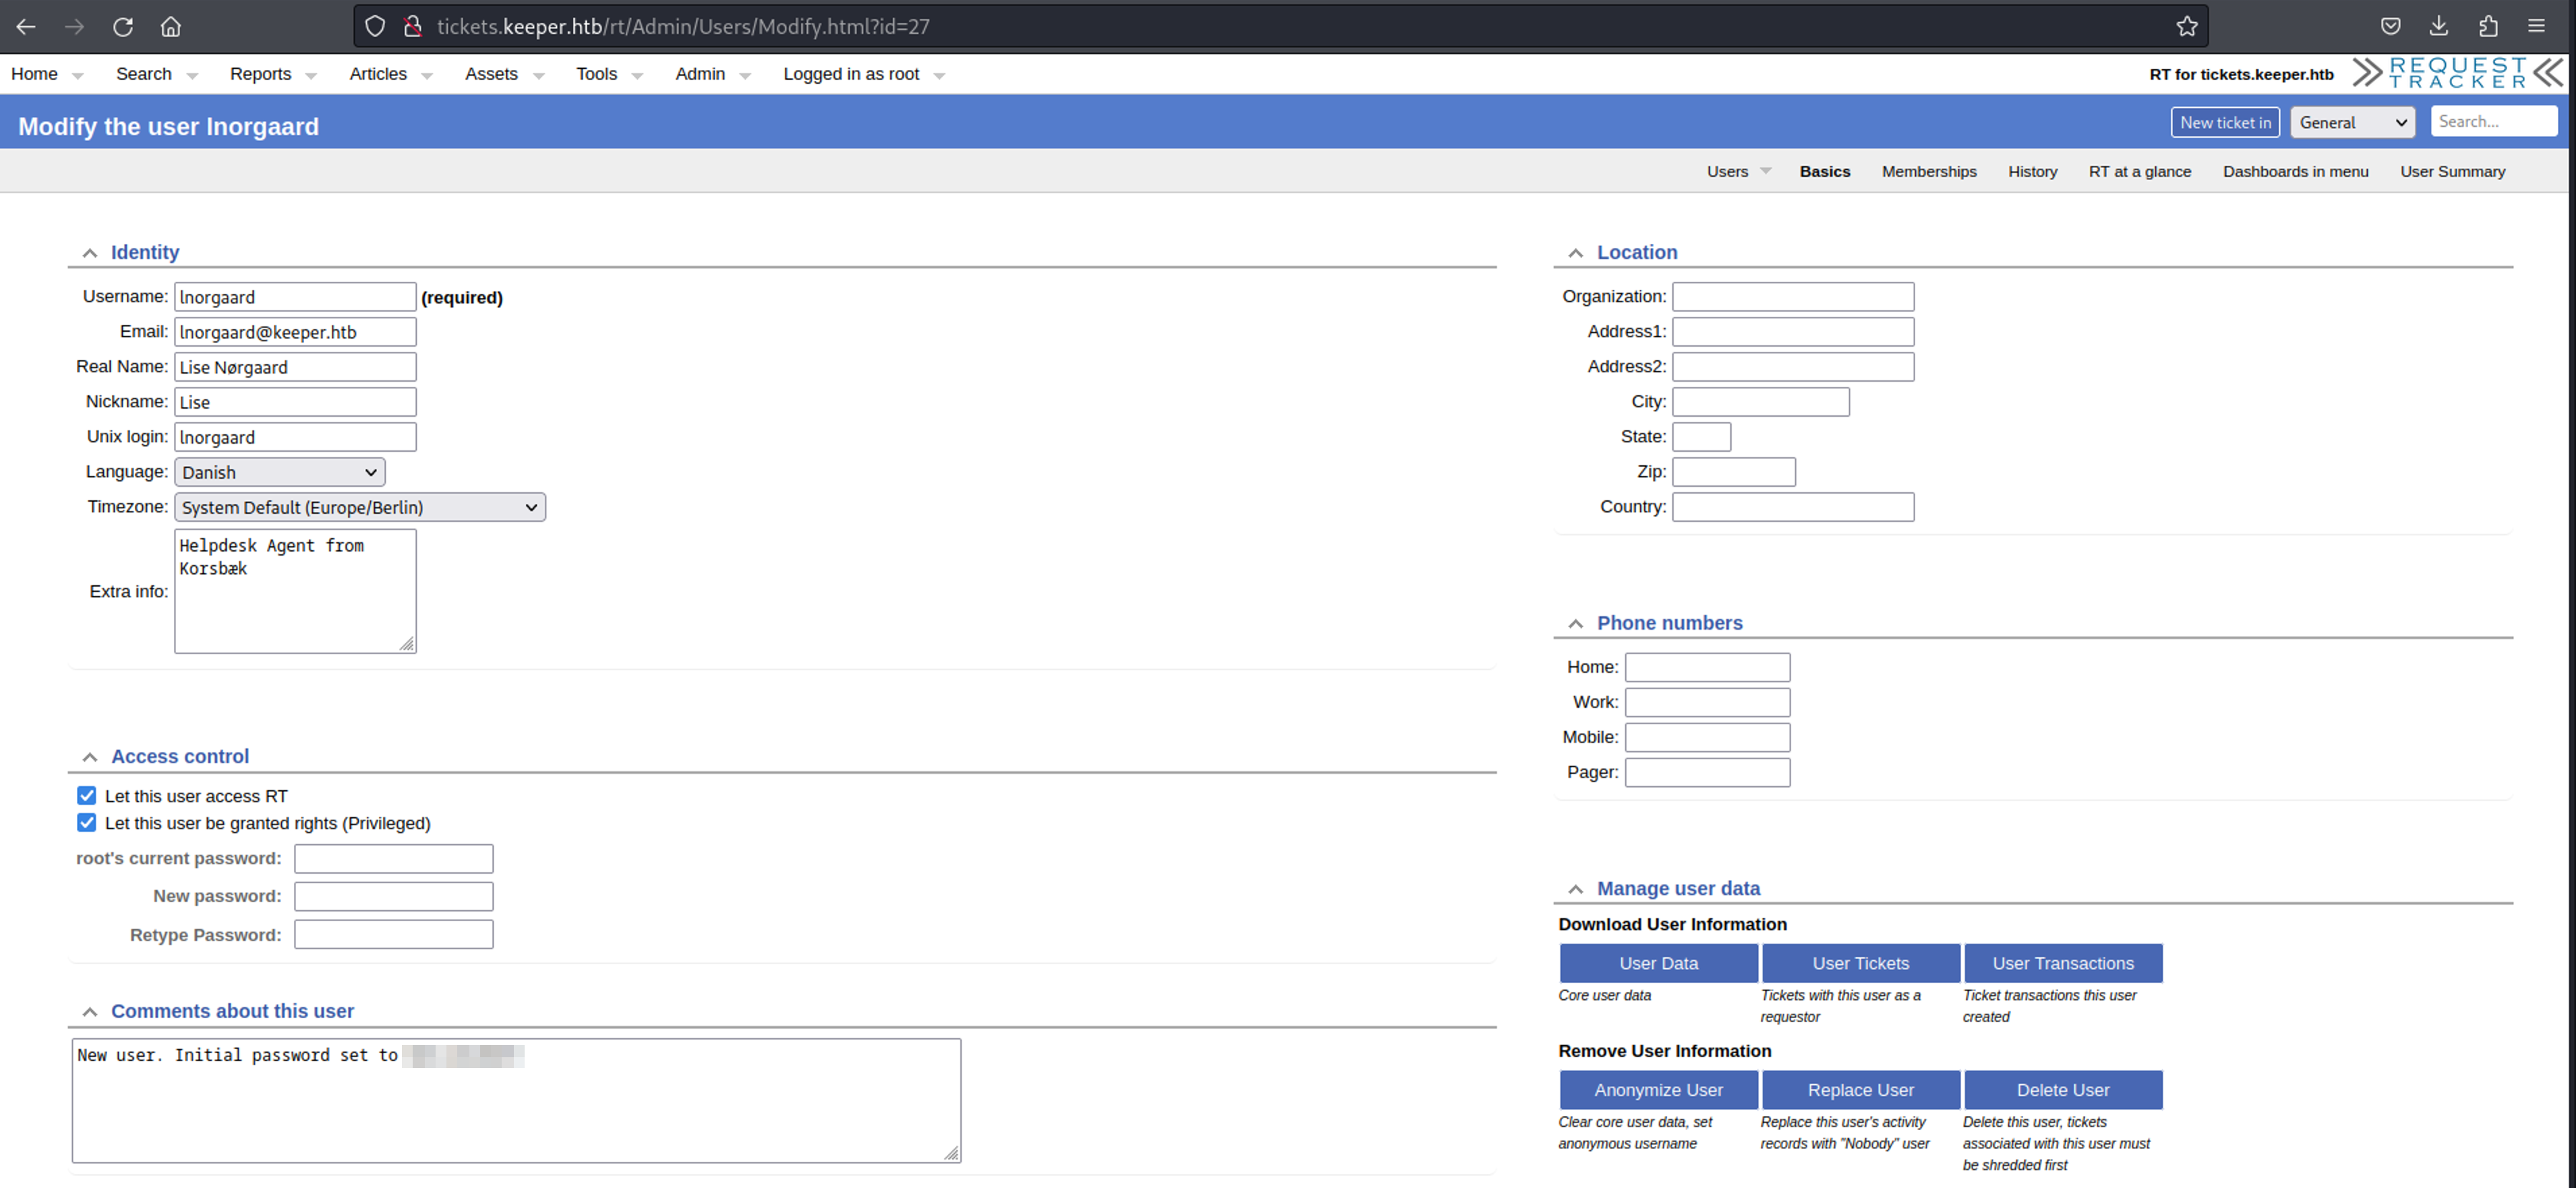 tickets.keeper.htb/rt/Admin/Users/Modify.html?id=27
Home Search Reports Articles Assets Tools Admin Logged in as root
RT for tickets.keeper.htb
REQUEST
TRACKER
Modify the user lnorgaard
New ticket in General Search...
Users Basics Memberships History RT at a glance Dashboards in menu User Summary
Identity
Username: lnorgaard (required)
Email: lnorgaard@keeper.htb
Real Name: Lise Nørgaard
Nickname: Lise
Unix login: lnorgaard
Language: Danish
Timezone: System Default (Europe/Berlin)
Extra info: Helpdesk Agent from
Korsbæk
Access control
Let this user access RT
Let this user be granted rights (Privileged)
root's current password:
New password:
Retype Password:
Comments about this user
New user. Initial password set to
Location
Organization:
Address1:
Address2:
City:
State:
Zip:
Country:
Phone numbers
Home:
Work:
Mobile:
Pager:
Manage user data
Download User Information
User Data User Tickets User Transactions
Core user data
Tickets with this user as a
requestor
Ticket transactions this user
created
Remove User Information
Anonymize User Replace User Delete User
Clear core user data, set
anonymous username
Replace this user's activity
records with "Nobody" user
Delete this user, tickets
associated with this user must
be shredded first